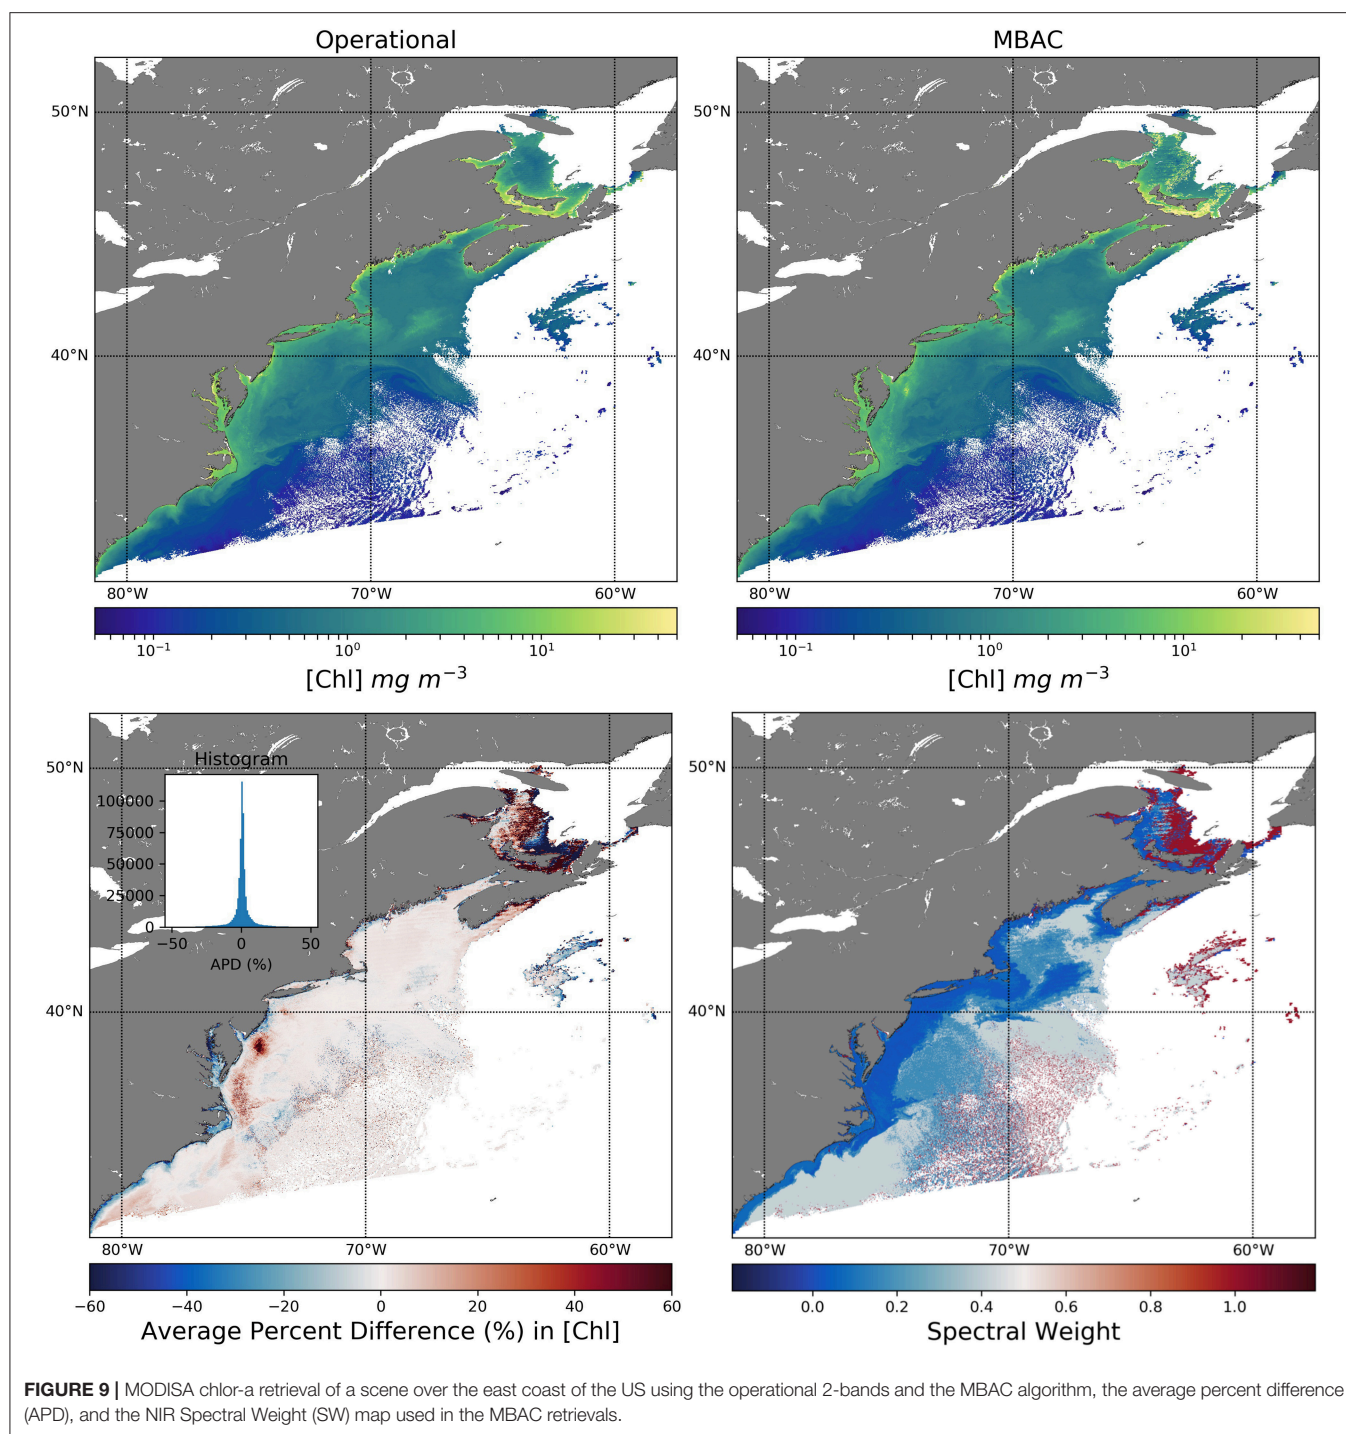 Operational
MBAC
50°N
40°N
80°W 70°W 60°W
50°N
40°N
80°W 70°W 60°W
10⁻¹ 10⁰ 10¹
[Chl] mg m⁻³
10⁻¹ 10⁰ 10¹
[Chl] mg m⁻³
50°N
40°N
Histogram
100000
75000
50000
25000
0
−50 0 50
APD (%)
80°W 70°W 60°W
−60 −40 −20 0 20 40 60
Average Percent Difference (%) in [Chl]
50°N
40°N
80°W 70°W 60°W
0.0 0.2 0.4 0.6 0.8 1.0
Spectral Weight
FIGURE 9 | MODISA chlor-a retrieval of a scene over the east coast of the US using the operational 2-bands and the MBAC algorithm, the average percent difference
(APD), and the NIR Spectral Weight (SW) map used in the MBAC retrievals.